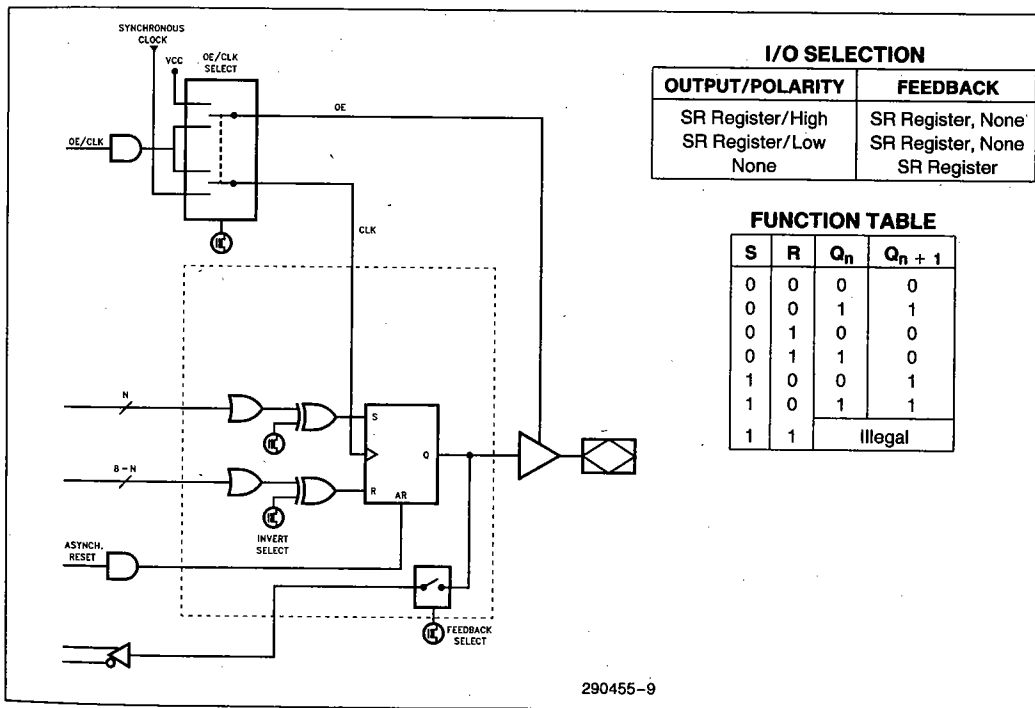 SYNCHRONOUS
CLOCK
VCC
OE/CLK
SELECT
OE
OE/CLK
CLK
N
S
Q
8-N
R
AR
INVERT
SELECT
ASYNCH.
RESET
FEEDBACK
SELECT
I/O SELECTION
OUTPUT/POLARITY FEEDBACK
SR Register/High SR Register, None
SR Register/Low SR Register, None
None SR Register
FUNCTION TABLE
S R Qn Qn + 1
0 0 0 0
0 0 1 1
0 1 0 0
0 1 1 0
1 0 0 1
1 0 1 1
1 1 Illegal
290455-9